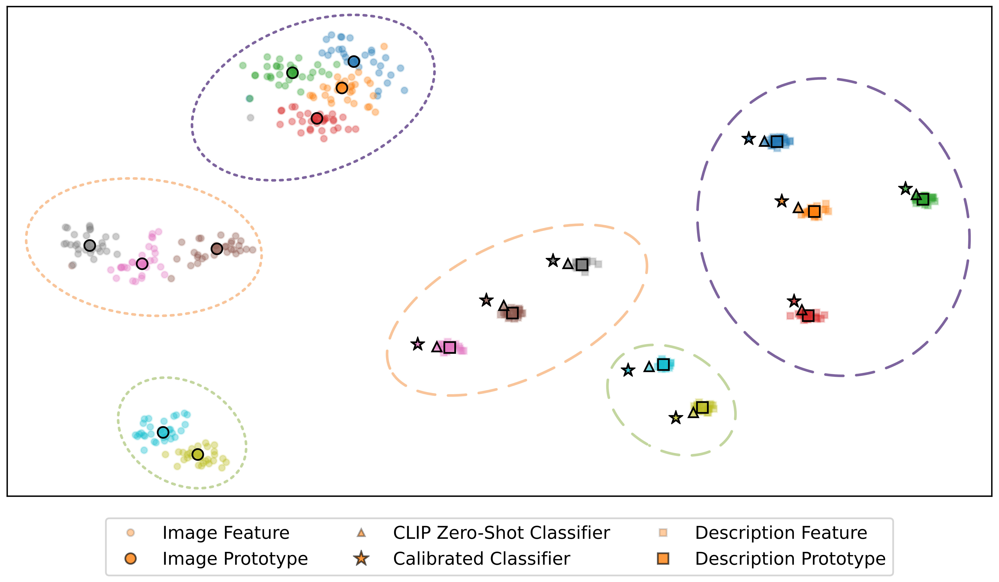 Image Feature
CLIP Zero-Shot Classifier
Description Feature
Image Prototype
Calibrated Classifier
Description Prototype